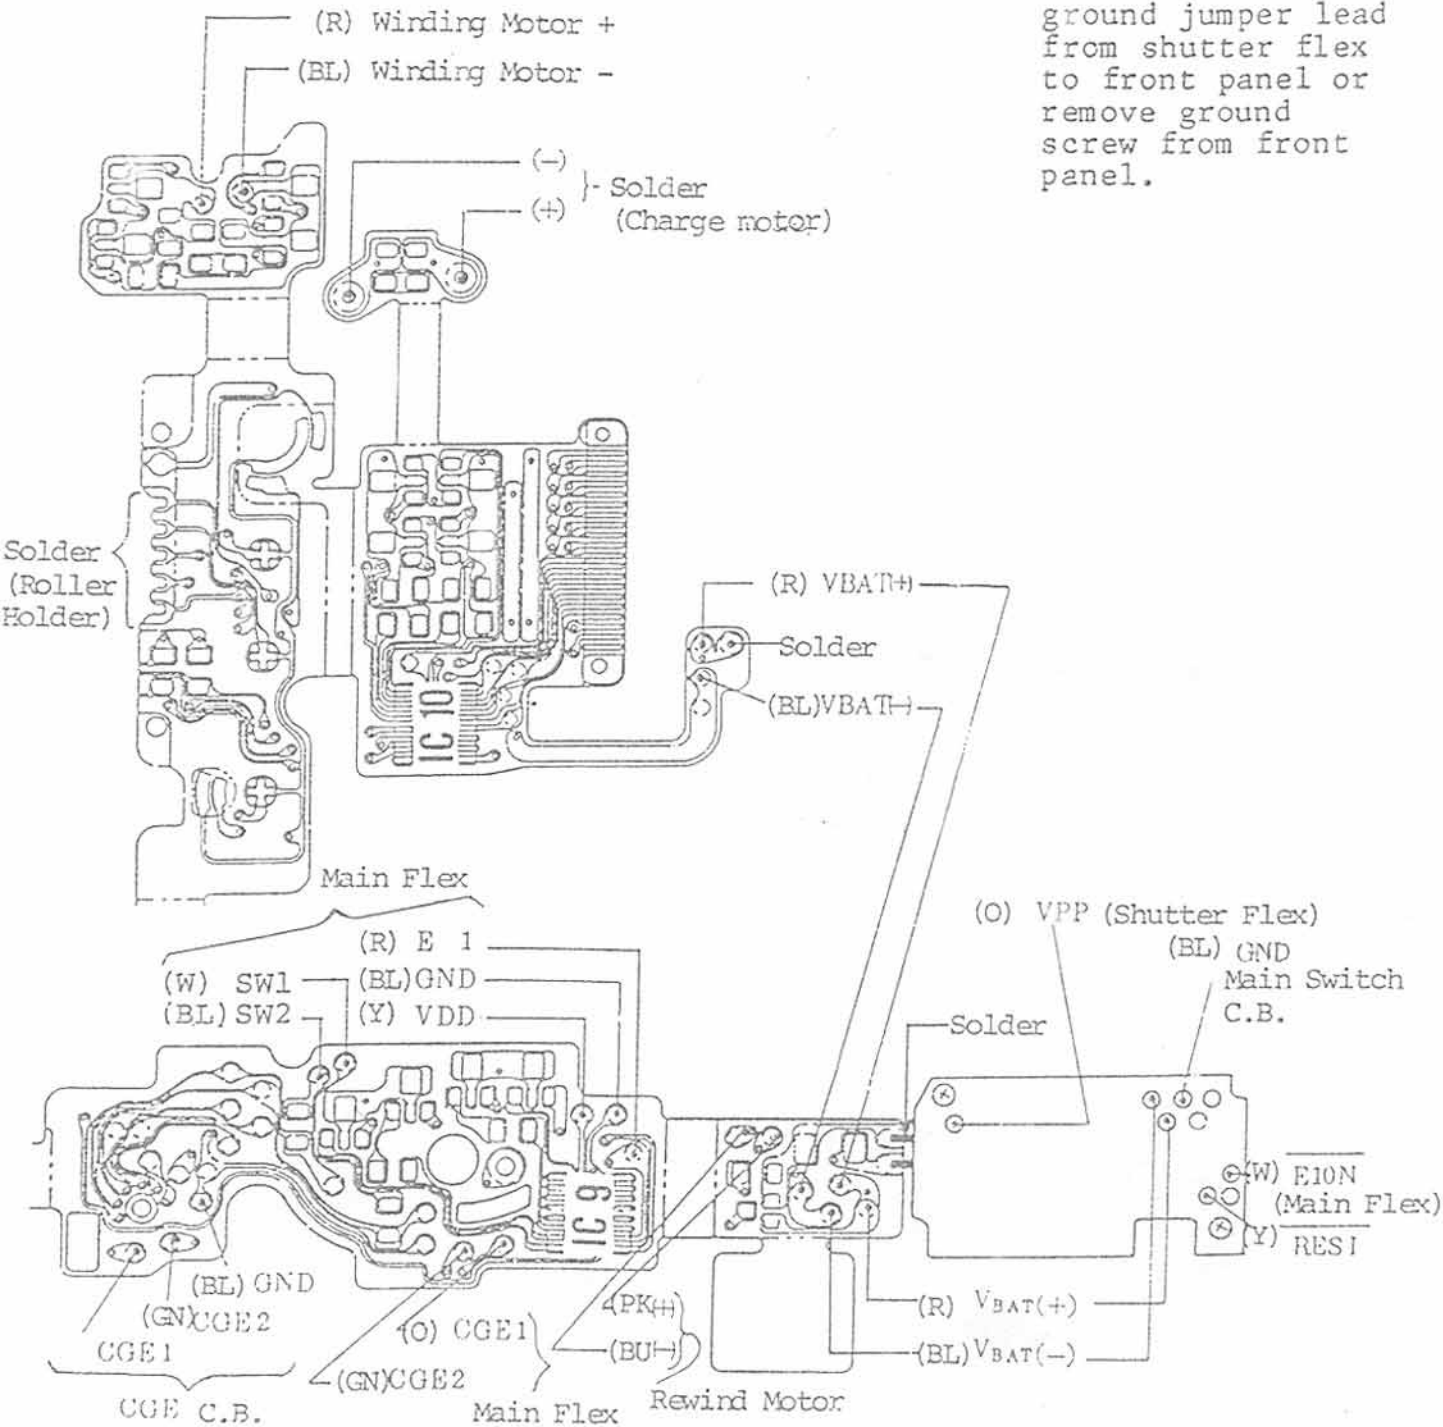 ground jumper lead
from shutter flex
to front panel or
remove ground
screw from front
panel.
(R) Winding Motor +
(BL) Winding Motor -
(-)
(+)
Solder
(Charge motor)
Solder
(Roller
Holder)
IC 10
(R) VBAT(+)
Solder
(BL)VBAT(-)
Main Flex
(R) E 1
(W) SW1
(BL)GND
(BL) SW2
(Y) VDD
(O) VPP (Shutter Flex)
(BL) GND
Main Switch
C.B.
Solder
IC 9
(W) E10N
(Main Flex)
(Y) RES1
(BL) GND
(GN)CGE2
CGE1
CGE C.B.
(O) CGE1
(GN)CGE2
Main Flex
(PK(+)
(BU(-)
Rewind Motor
(R) VBAT(+)
(BL) VBAT(-)